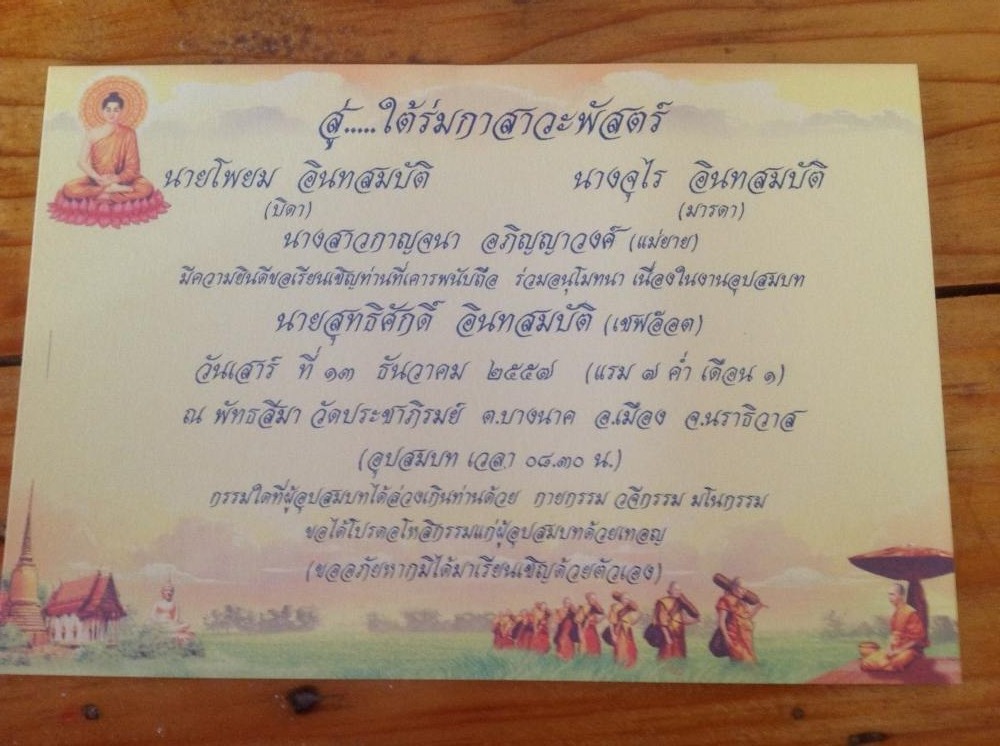 สู่.....ใต้ร่มกาสาวะพัสตร์
นายโพยม อินทสมบัติ นางจุไร อินทสมบัติ
(บิดา) (มารดา)
นางสาวกาญจนา อภิญญาวงศ์ (แม่ยาย)
มีความยินดีขอเรียนเชิญท่านที่เคารพนับถือ ร่วมอนุโมทนา เนื่องในงานอุปสมบท
นายสุทธิศักดิ์ อินทสมบัติ (เชฟอ๊อต)
วันเสาร์ ที่ ๑๓ ธันวาคม ๒๕๕๗ (แรม ๗ ค่ำ เดือน ๑)
ณ พัทธสีมา วัดประชาภิรมย์ ต.บางนาค อ.เมือง จ.นราธิวาส
(อุปสมบท เวลา ๐๘.๓๐ น.)
กรรมใดที่ผู้อุปสมบทได้ล่วงเกินท่านด้วย กายกรรม วจีกรรม มโนกรรม
ขอได้โปรดอโหสิกรรมแก่ผู้อุปสมบทด้วยเทอญ
(ขออภัยหากมิได้มาเรียนเชิญด้วยตัวเอง)